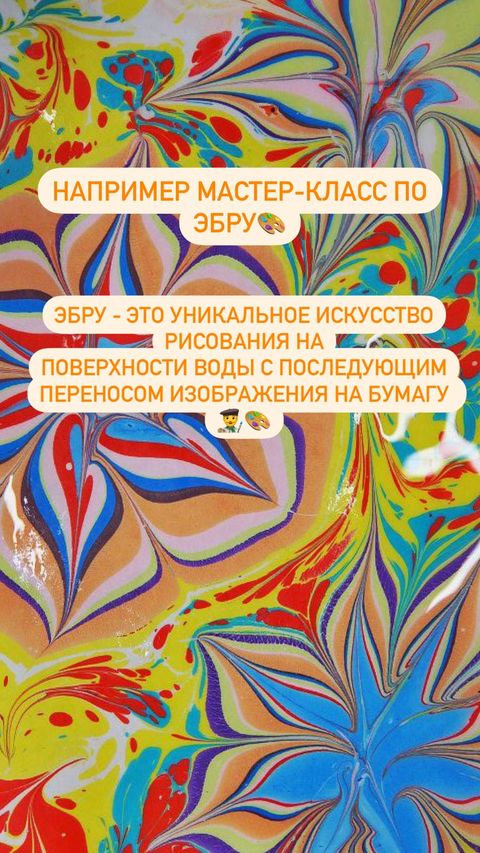 НАПРИМЕР МАСТЕР-КЛАСС ПО
ЭБРУ🎨
ЭБРУ - ЭТО УНИКАЛЬНОЕ ИСКУССТВО
РИСОВАНИЯ НА
ПОВЕРХНОСТИ ВОДЫ С ПОСЛЕДУЮЩИМ
ПЕРЕНОСОМ ИЗОБРАЖЕНИЯ НА БУМАГУ
👨‍🎨🎨